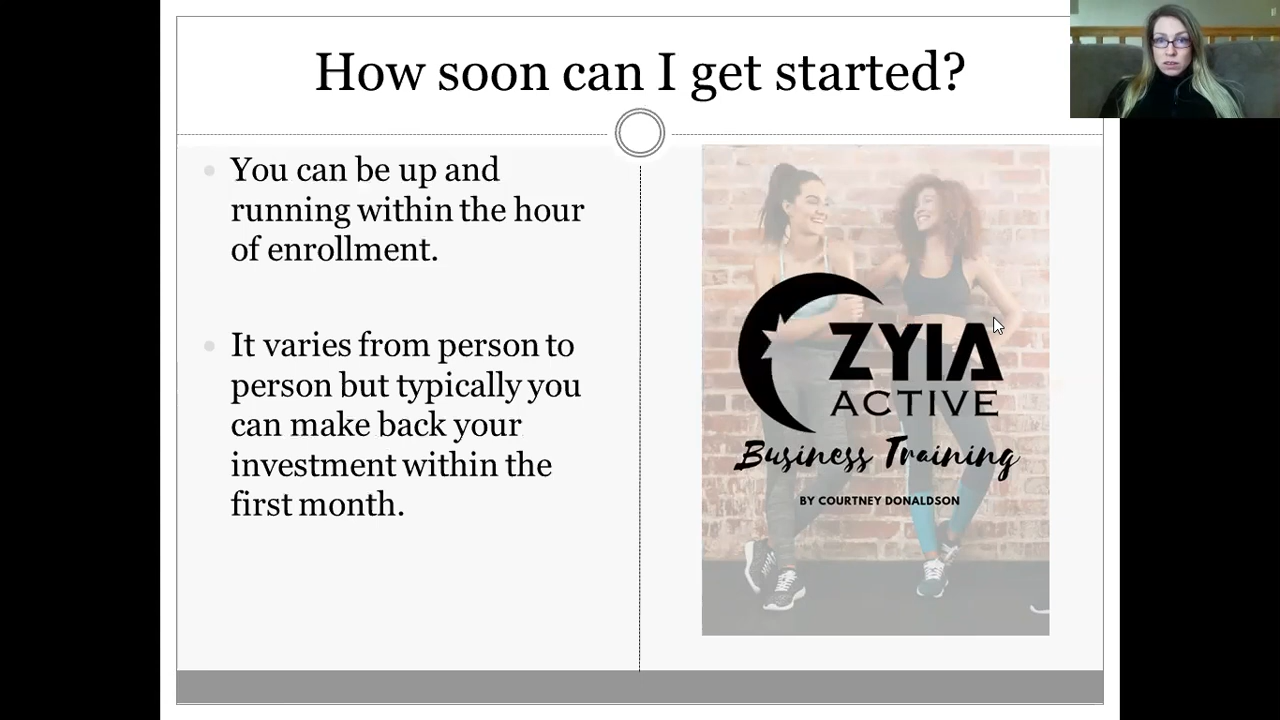 How soon can I get started?
You can be up and
running within the hour
of enrollment.
It varies from person to
person but typically you
can make back your
investment within the
first month.
ZYIA
ACTIVE
Business Training
BY COURTNEY DONALDSON